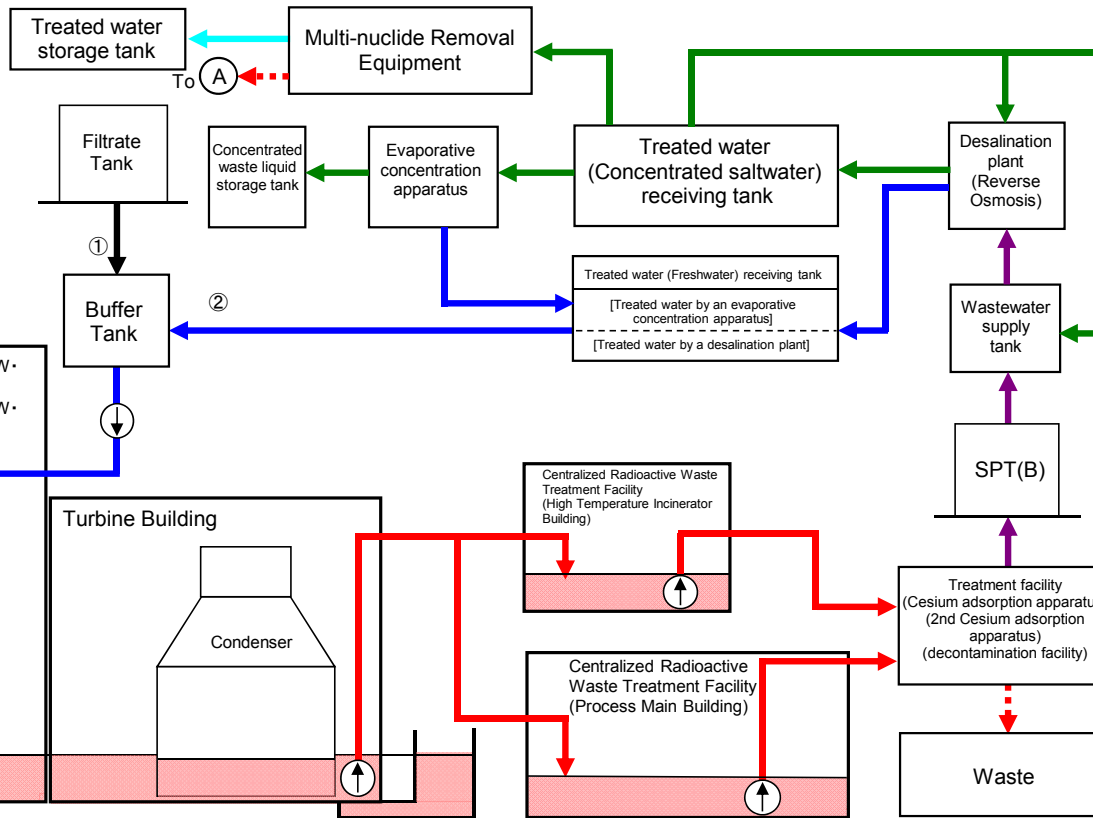 Treated water
storage tank
Multi-nuclide Removal
Equipment
To A
Filtrate
Tank
Concentrated
waste liquid
storage tank
Evaporative
concentration
apparatus
Treated water
(Concentrated saltwater)
receiving tank
Desalination
plant
(Reverse
Osmosis)
①
Buffer
Tank
②
Treated water (Freshwater) receiving tank
[Treated water by an evaporative
concentration apparatus]
[Treated water by a desalination plant]
Wastewater
supply
tank
SPT(B)
Centralized Radioactive Waste
Treatment Facility
(High Temperature Incinerator
Building)
Turbine Building
Condenser
Centralized Radioactive
Waste Treatment Facility
(Process Main Building)
Treatment facility
(Cesium adsorption apparatu
(2nd Cesium adsorption
apparatus)
(decontamination facility)
Waste